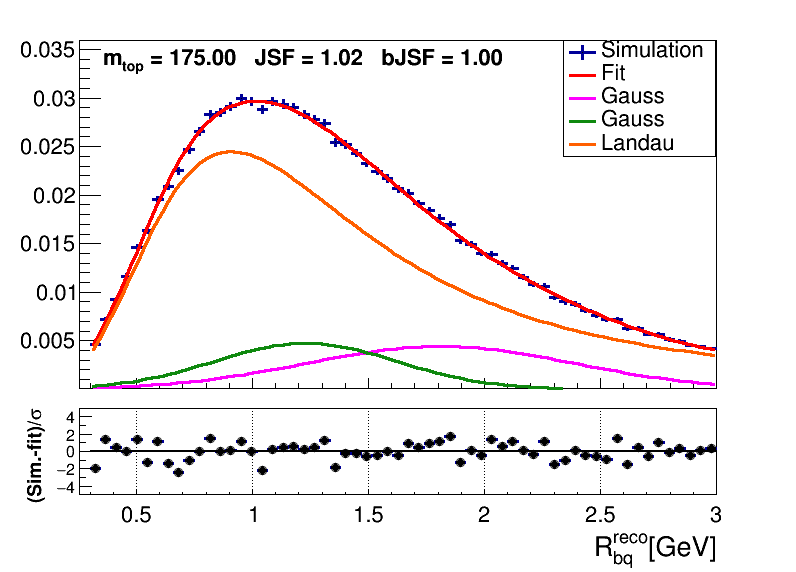 0.035
m_top = 175.00 JSF = 1.02 bJSF = 1.00
Simulation
Fit
Gauss
Gauss
Landau
0.03
0.025
0.02
0.015
0.01
0.005
(Sim.-fit)/σ
4
2
0
−2
−4
0.5 1 1.5 2 2.5 3
R_bq^reco[GeV]